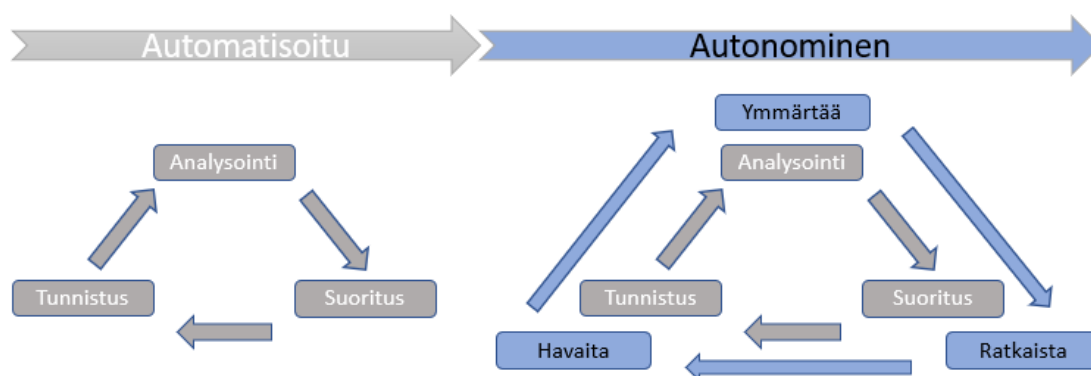 Automatisoitu
Autonominen
Analysointi
Tunnistus
Suoritus
Ymmärtää
Analysointi
Tunnistus
Suoritus
Havaita
Ratkaista